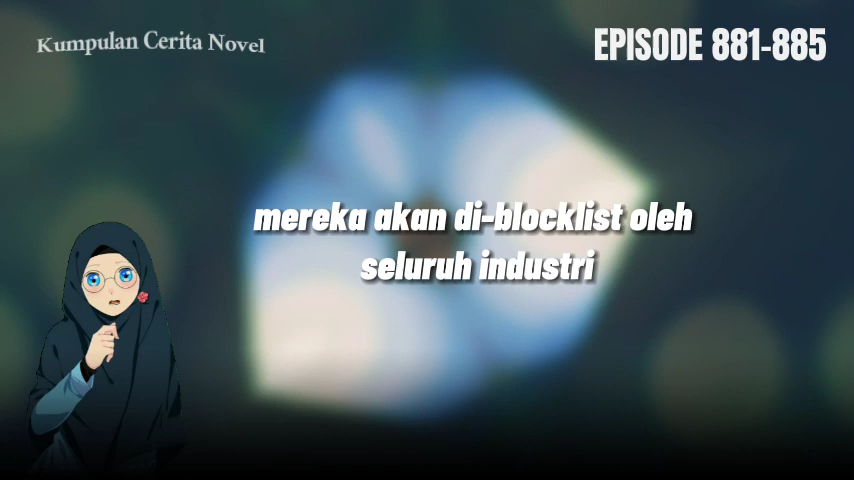 Kumpulan Cerita Novel
EPISODE 881-885
mereka akan di-blocklist oleh
seluruh industri